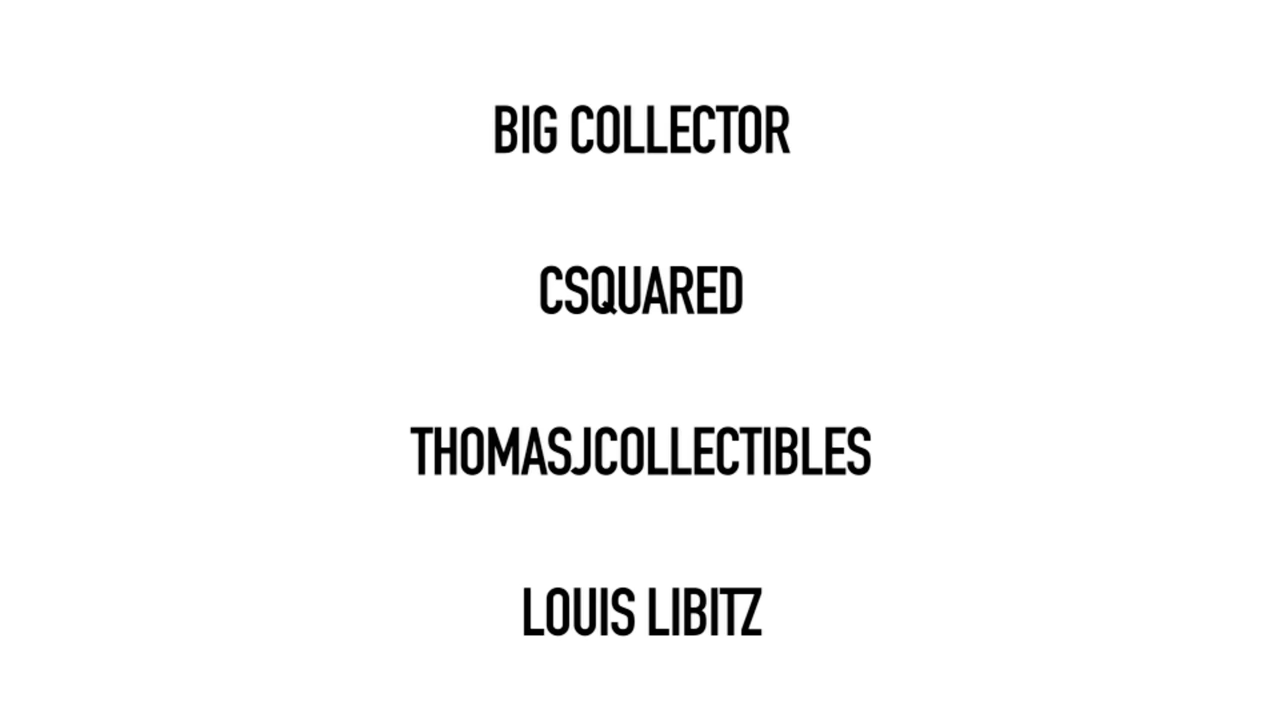 BIG COLLECTOR
CSQUARED
THOMASJCOLLECTIBLES
LOUIS LIBITZ